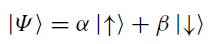 |Ψ⟩ = α |↑⟩ + β |↓⟩